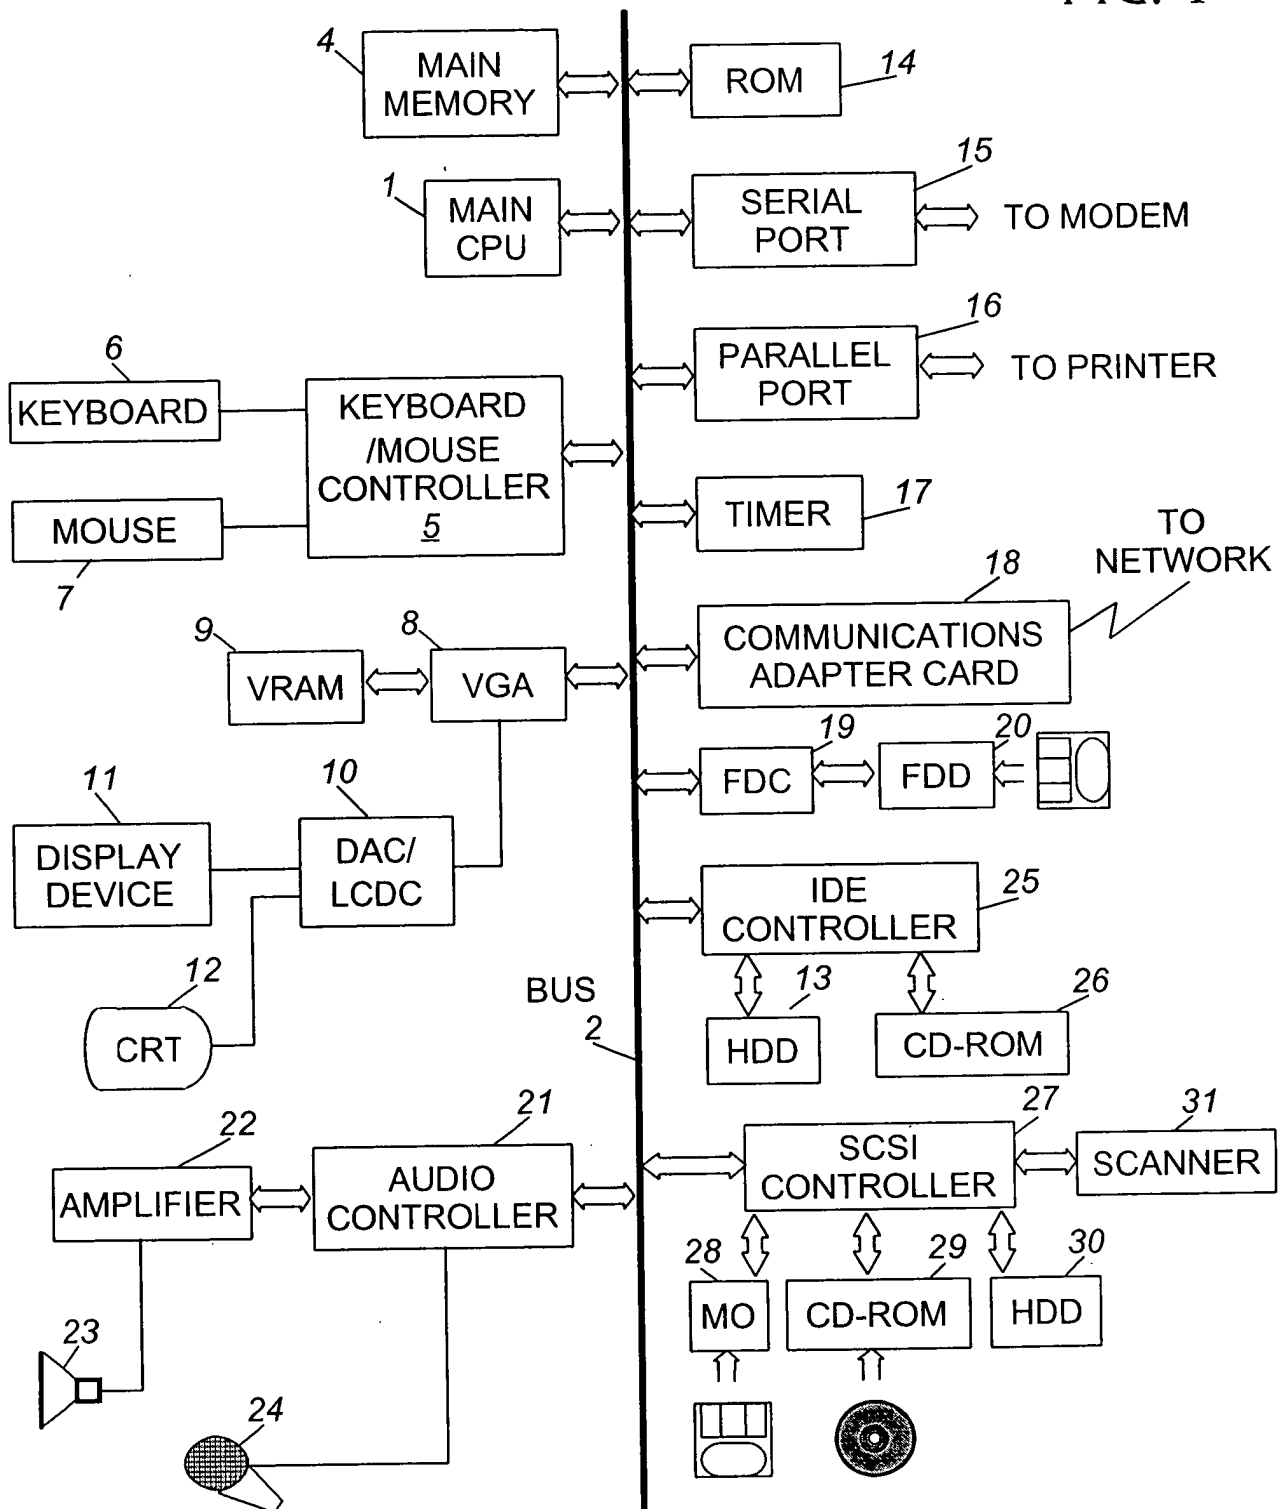 FIG. 1
4
MAIN
MEMORY
ROM
14
1
MAIN
CPU
15
SERIAL
PORT
TO MODEM
16
PARALLEL
PORT
TO PRINTER
6
KEYBOARD
KEYBOARD
/MOUSE
CONTROLLER
5
MOUSE
7
TIMER
17
TO
NETWORK
18
COMMUNICATIONS
ADAPTER CARD
9
VRAM
8
VGA
19
FDC
20
FDD
11
DISPLAY
DEVICE
10
DAC/
LCDC
IDE
CONTROLLER
25
12
CRT
BUS
2
13
HDD
26
CD-ROM
22
AMPLIFIER
21
AUDIO
CONTROLLER
27
SCSI
CONTROLLER
31
SCANNER
28
MO
29
CD-ROM
30
HDD
23
24